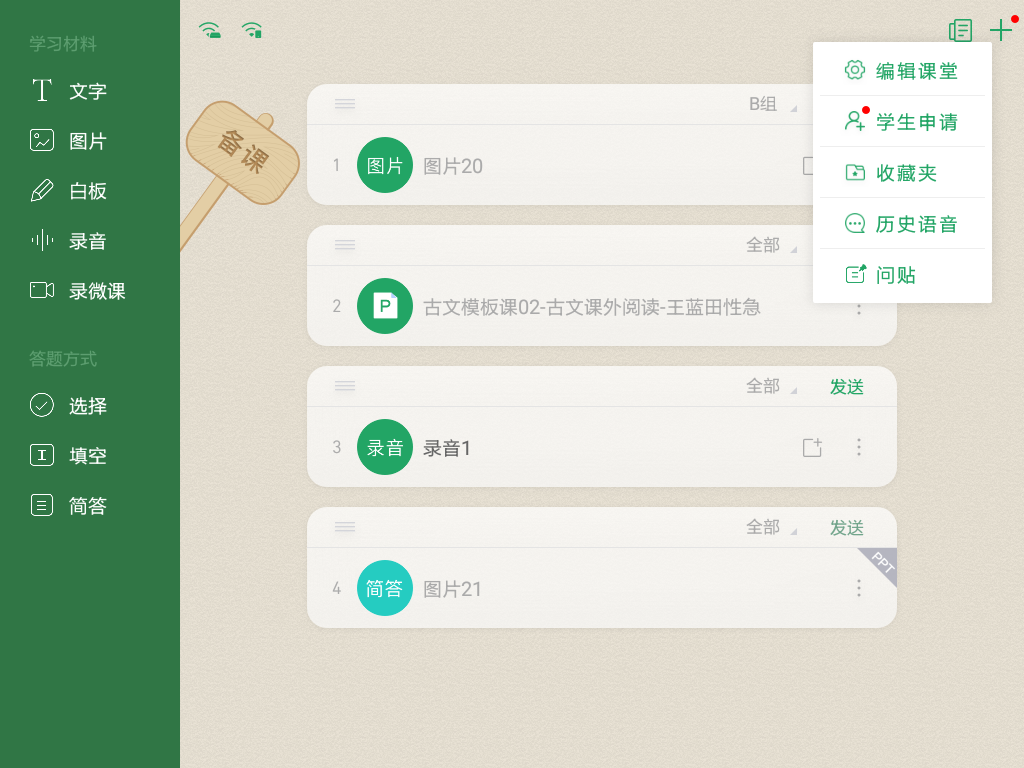 学习材料
文字
图片
白板
录音
录微课
答题方式
选择
填空
简答
备课
B组
1
图片
图片20
全部
2
P
古文模板课02-古文课外阅读-王蓝田性急
全部
发送
3
录音
录音1
全部
发送
PPT
4
简答
图片21
编辑课堂
学生申请
收藏夹
历史语音
问贴